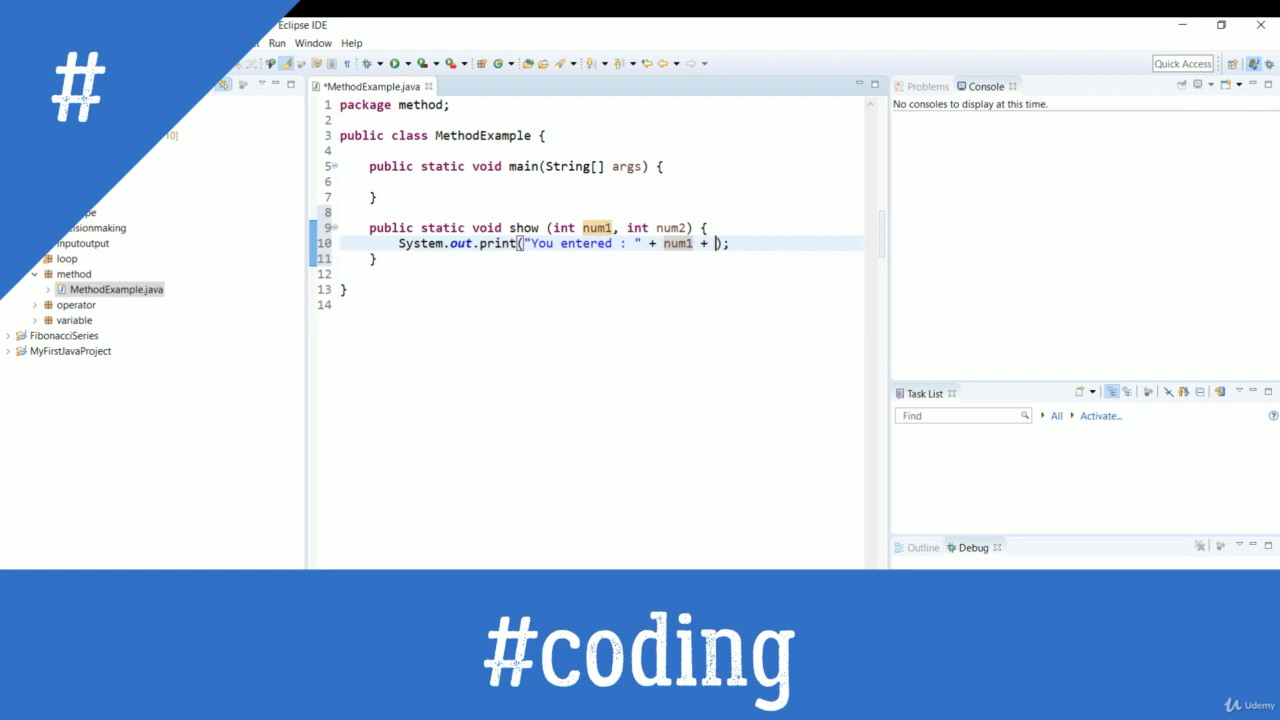 #
Eclipse IDE
Run Window Help
Quick Access
*MethodExample.java
Problems Console
No consoles to display at this time.
1 package method;
2
3 public class MethodExample {
4
5 public static void main(String[] args) {
6
7 }
8
9 public static void show (int num1, int num2) {
10 System.out.print("You entered : " + num1 + );
11 }
12
13 }
14
0]
inputoutput
loop
method
MethodExample.java
operator
variable
FibonacciSeries
MyFirstJavaProject
Task List
Find All Activate...
Outline Debug
#coding
Udemy